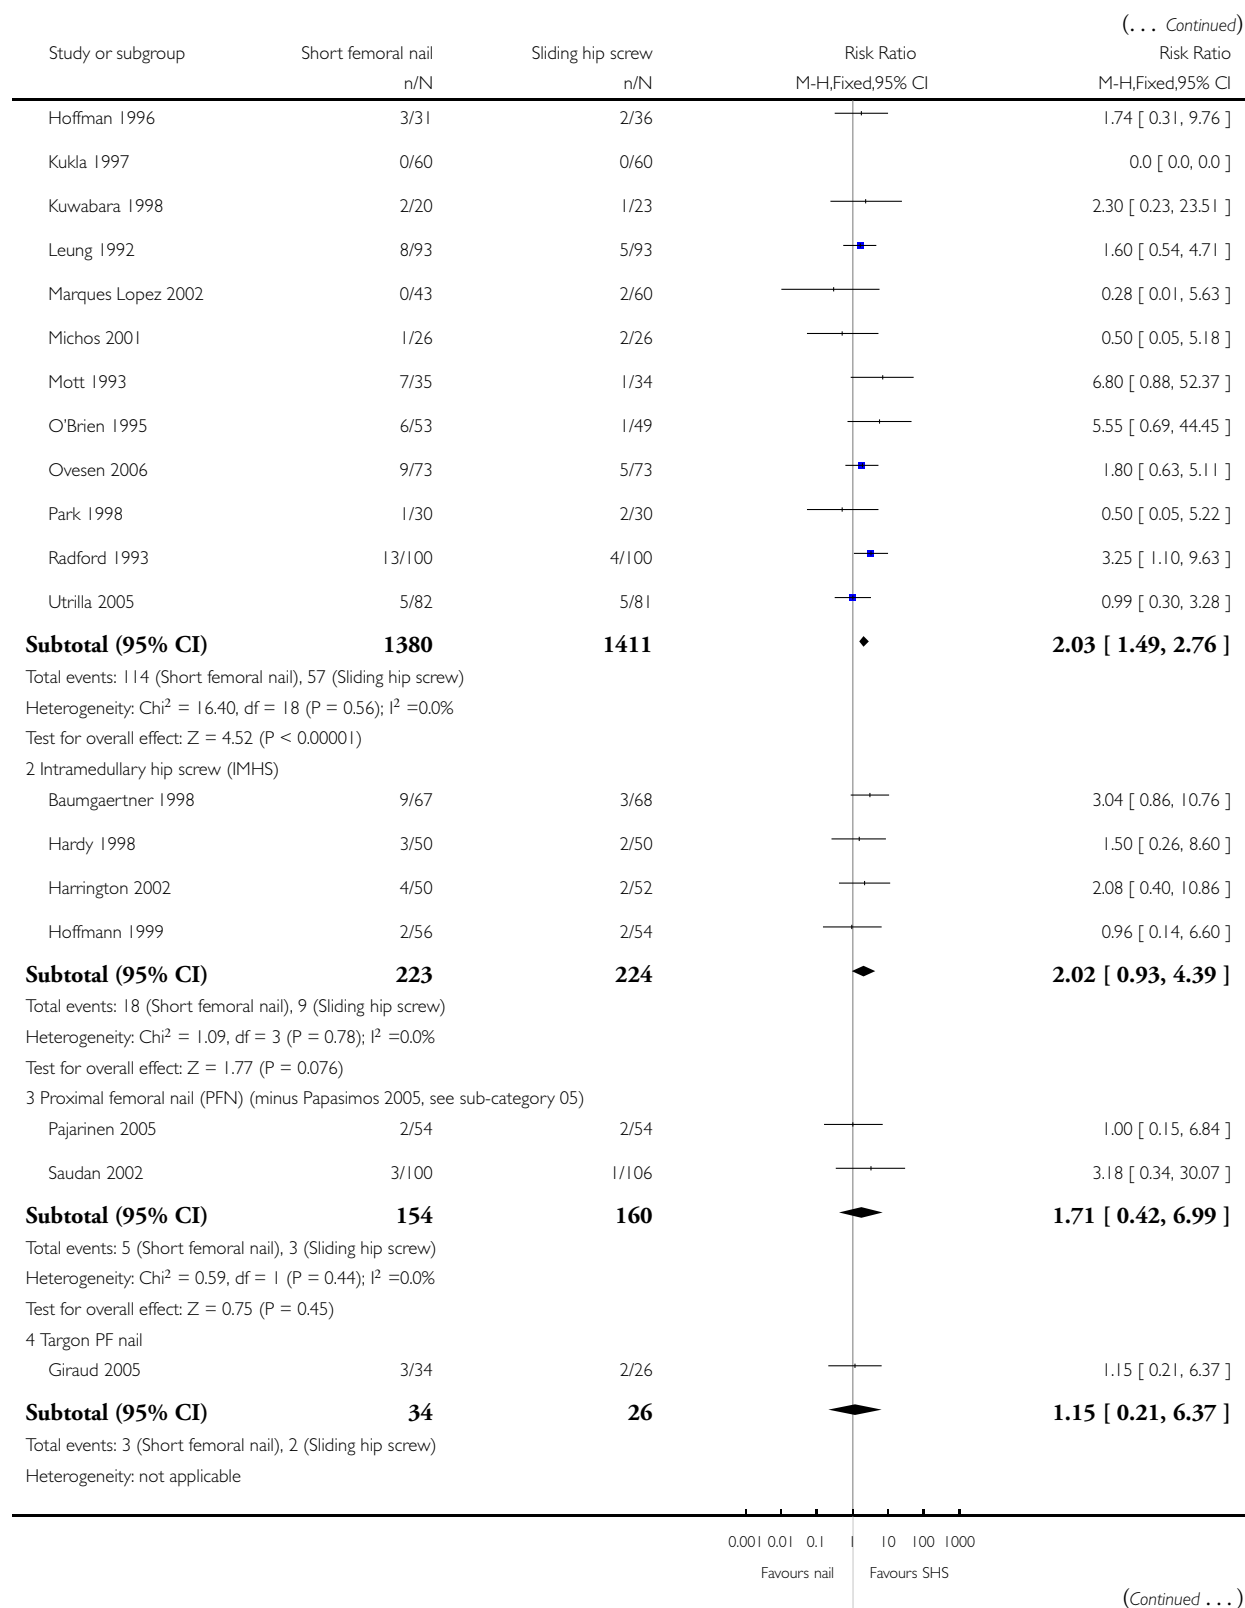 (... Continued)
Study or subgroup Short femoral nail Sliding hip screw Risk Ratio Risk Ratio
n/N n/N M-H,Fixed,95% CI M-H,Fixed,95% CI
Hoffman 1996 3/31 2/36 1.74 [ 0.31, 9.76 ]
Kukla 1997 0/60 0/60 0.0 [ 0.0, 0.0 ]
Kuwabara 1998 2/20 1/23 2.30 [ 0.23, 23.51 ]
Leung 1992 8/93 5/93 1.60 [ 0.54, 4.71 ]
Marques Lopez 2002 0/43 2/60 0.28 [ 0.01, 5.63 ]
Michos 2001 1/26 2/26 0.50 [ 0.05, 5.18 ]
Mott 1993 7/35 1/34 6.80 [ 0.88, 52.37 ]
O'Brien 1995 6/53 1/49 5.55 [ 0.69, 44.45 ]
Ovesen 2006 9/73 5/73 1.80 [ 0.63, 5.11 ]
Park 1998 1/30 2/30 0.50 [ 0.05, 5.22 ]
Radford 1993 13/100 4/100 3.25 [ 1.10, 9.63 ]
Utrilla 2005 5/82 5/81 0.99 [ 0.30, 3.28 ]
Subtotal (95% CI) 1380 1411 2.03 [ 1.49, 2.76 ]
Total events: 114 (Short femoral nail), 57 (Sliding hip screw)
Heterogeneity: Chi² = 16.40, df = 18 (P = 0.56); I² =0.0%
Test for overall effect: Z = 4.52 (P < 0.00001)
2 Intramedullary hip screw (IMHS)
Baumgaertner 1998 9/67 3/68 3.04 [ 0.86, 10.76 ]
Hardy 1998 3/50 2/50 1.50 [ 0.26, 8.60 ]
Harrington 2002 4/50 2/52 2.08 [ 0.40, 10.86 ]
Hoffmann 1999 2/56 2/54 0.96 [ 0.14, 6.60 ]
Subtotal (95% CI) 223 224 2.02 [ 0.93, 4.39 ]
Total events: 18 (Short femoral nail), 9 (Sliding hip screw)
Heterogeneity: Chi² = 1.09, df = 3 (P = 0.78); I² =0.0%
Test for overall effect: Z = 1.77 (P = 0.076)
3 Proximal femoral nail (PFN) (minus Papasimos 2005, see sub-category 05)
Pajarinen 2005 2/54 2/54 1.00 [ 0.15, 6.84 ]
Saudan 2002 3/100 1/106 3.18 [ 0.34, 30.07 ]
Subtotal (95% CI) 154 160 1.71 [ 0.42, 6.99 ]
Total events: 5 (Short femoral nail), 3 (Sliding hip screw)
Heterogeneity: Chi² = 0.59, df = 1 (P = 0.44); I² =0.0%
Test for overall effect: Z = 0.75 (P = 0.45)
4 Targon PF nail
Giraud 2005 3/34 2/26 1.15 [ 0.21, 6.37 ]
Subtotal (95% CI) 34 26 1.15 [ 0.21, 6.37 ]
Total events: 3 (Short femoral nail), 2 (Sliding hip screw)
Heterogeneity: not applicable
0.001 0.01 0.1 1 10 100 1000
Favours nail Favours SHS
(Continued ...)